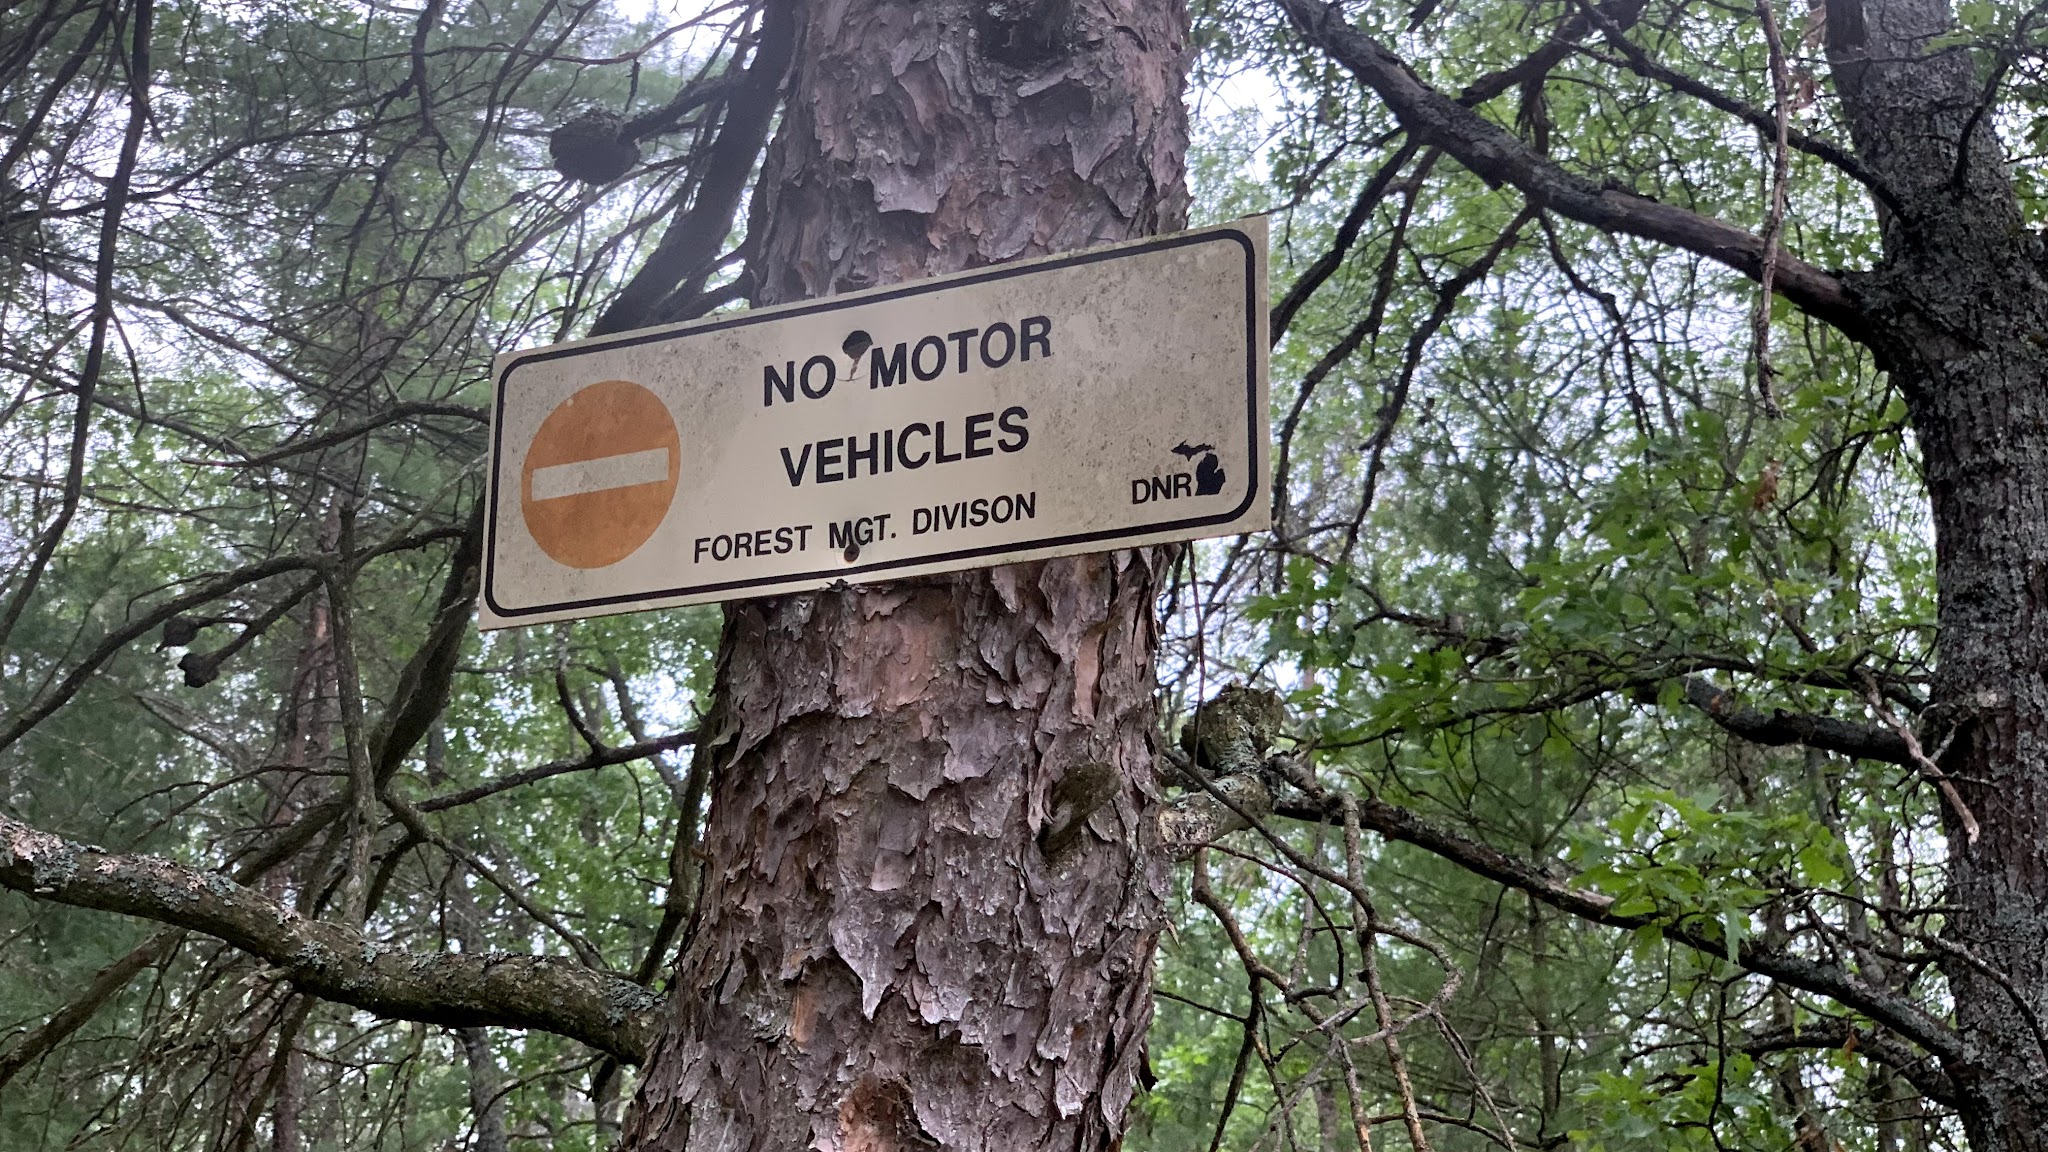 NO MOTOR
VEHICLES
FOREST MGT. DIVISON
DNR